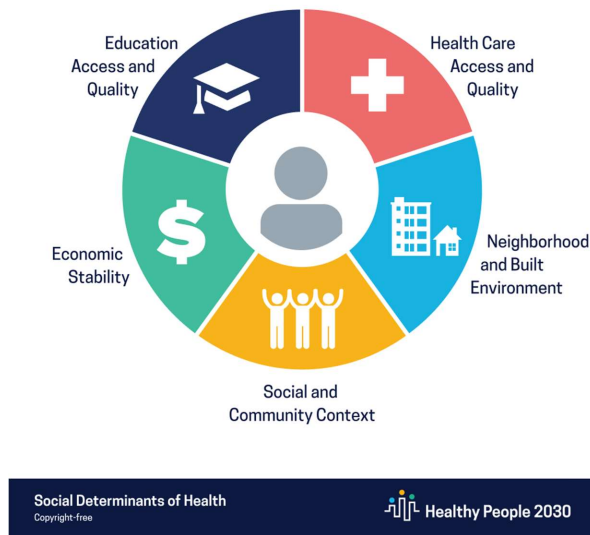 Education
Access and
Quality
Health Care
Access and
Quality
$
Economic
Stability
Neighborhood
and Built
Environment
Social and
Community Context
Social Determinants of Health
Copyright-free
Healthy People 2030